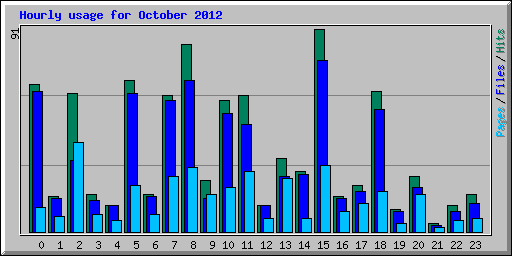 Hourly usage for October 2012
91
Pages / Files / Hits
0 1 2 3 4 5 6 7 8 9 10 11 12 13 14 15 16 17 18 19 20 21 22 23